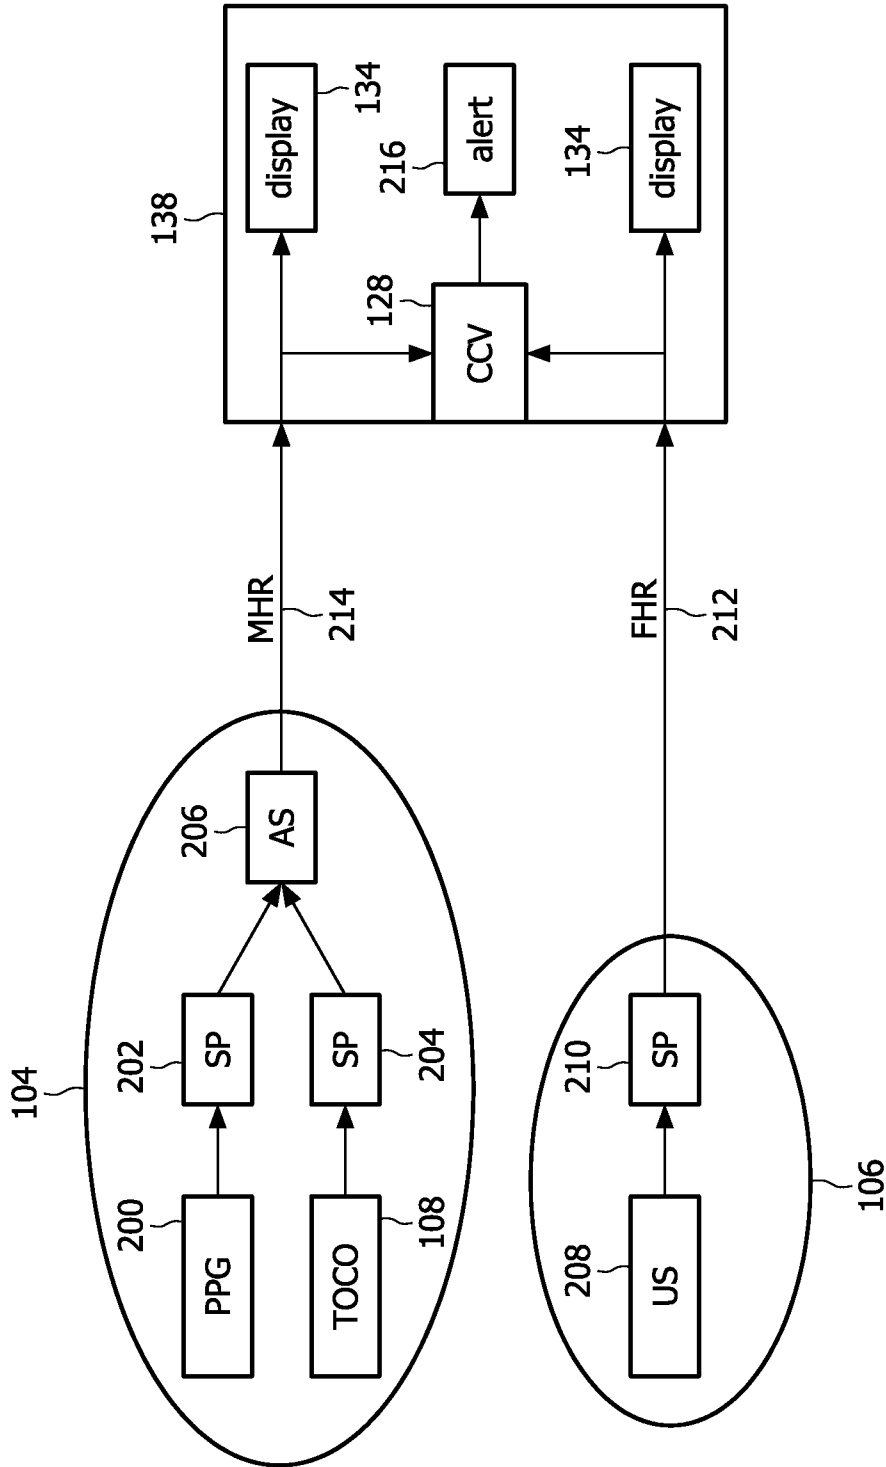 104
200
PPG
202
SP
206
AS
TOCO
108
SP
204
MHR
214
138
display
134
128
CCV
216
alert
134
display
FHR
212
208
US
210
SP
106